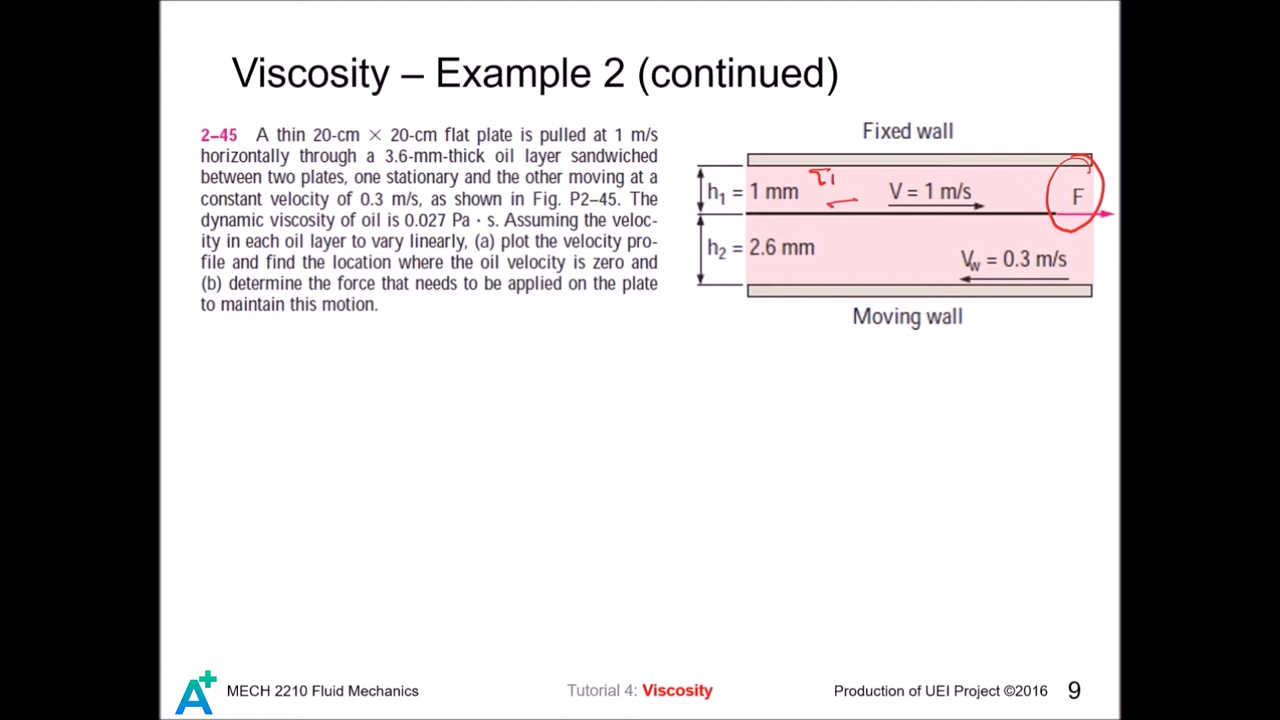 Viscosity – Example 2 (continued)
2–45 A thin 20-cm × 20-cm flat plate is pulled at 1 m/s
horizontally through a 3.6-mm-thick oil layer sandwiched
between two plates, one stationary and the other moving at a
constant velocity of 0.3 m/s, as shown in Fig. P2–45. The
dynamic viscosity of oil is 0.027 Pa · s. Assuming the veloc-
ity in each oil layer to vary linearly, (a) plot the velocity pro-
file and find the location where the oil velocity is zero and
(b) determine the force that needs to be applied on the plate
to maintain this motion.
Fixed wall
τ₁
h₁ = 1 mm
V = 1 m/s
F
h₂ = 2.6 mm
V_w = 0.3 m/s
Moving wall
A+
MECH 2210 Fluid Mechanics
Tutorial 4: Viscosity
Production of UEI Project ©2016
9